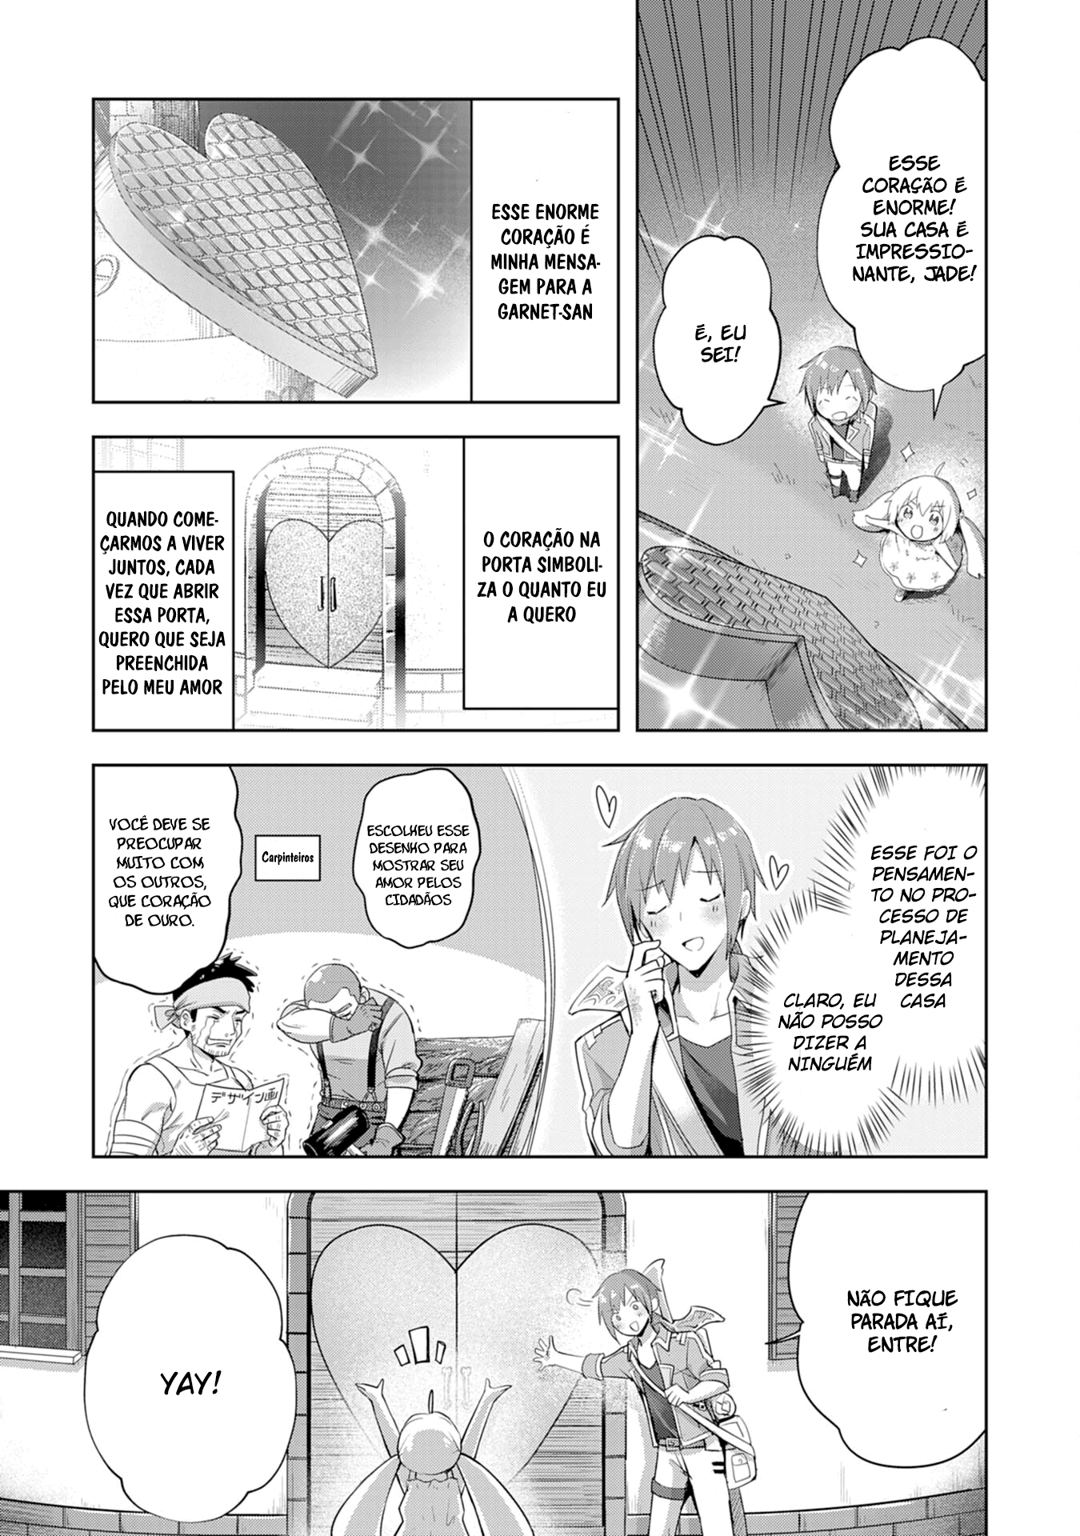 ESSE
CORAÇÃO É
ENORME!
SUA CASA É
IMPRESSIO-
NANTE, JADE!
É, EU
SEI!
ESSE ENORME
CORAÇÃO É
MINHA MENSA-
GEM PARA A
GARNET-SAN
O CORAÇÃO NA
PORTA SIMBOLI-
ZA O QUANTO EU
A QUERO
QUANDO COME-
ÇARMOS A VIVER
JUNTOS, CADA
VEZ QUE ABRIR
ESSA PORTA,
QUERO QUE SEJA
PREENCHIDA
PELO MEU AMOR
ESSE FOI O
PENSAMEN-
TO NO PRO-
CESSO DE
PLANEJA-
MENTO
DESSA
CASA
CLARO, EU
NÃO POSSO
DIZER A
NINGUÉM
ESCOLHEU ESSE
DESENHO PARA
MOSTRAR SEU
AMOR PELOS
CIDADÃOS
Carpinteiros
VOCÊ DEVE SE
PREOCUPAR
MUITO COM
OS OUTROS,
QUE CORAÇÃO
DE OURO.
デザイン画
NÃO FIQUE
PARADA AÍ,
ENTRE!
YAY!